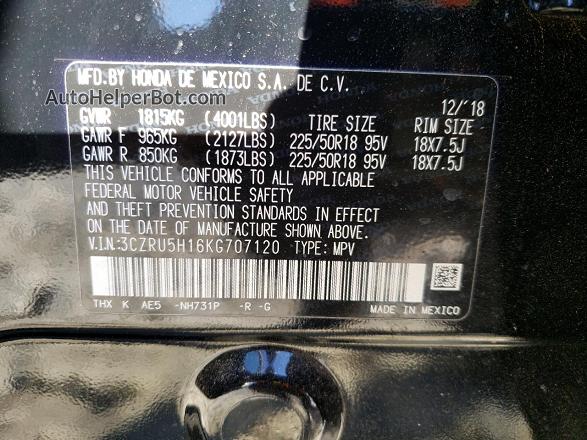 MFD.BY HONDA DE MEXICO S.A. DE C.V.
AutoHelperBot.com
12/'18
GVWR 1815KG (4001LBS) TIRE SIZE RIM SIZE
GAWR F 965KG (2127LBS) 225/50R18 95V 18X7.5J
GAWR R 850KG (1873LBS) 225/50R18 95V 18X7.5J
THIS VEHICLE CONFORMS TO ALL APPLICABLE
FEDERAL MOTOR VEHICLE SAFETY
AND THEFT PREVENTION STANDARDS IN EFFECT
ON THE DATE OF MANUFACTURE SHOWN ABOVE.
V.I.N.:3CZRU5H16KG707120 TYPE: MPV
THX K AE5 -NH731P -R -G
MADE IN MEXICO